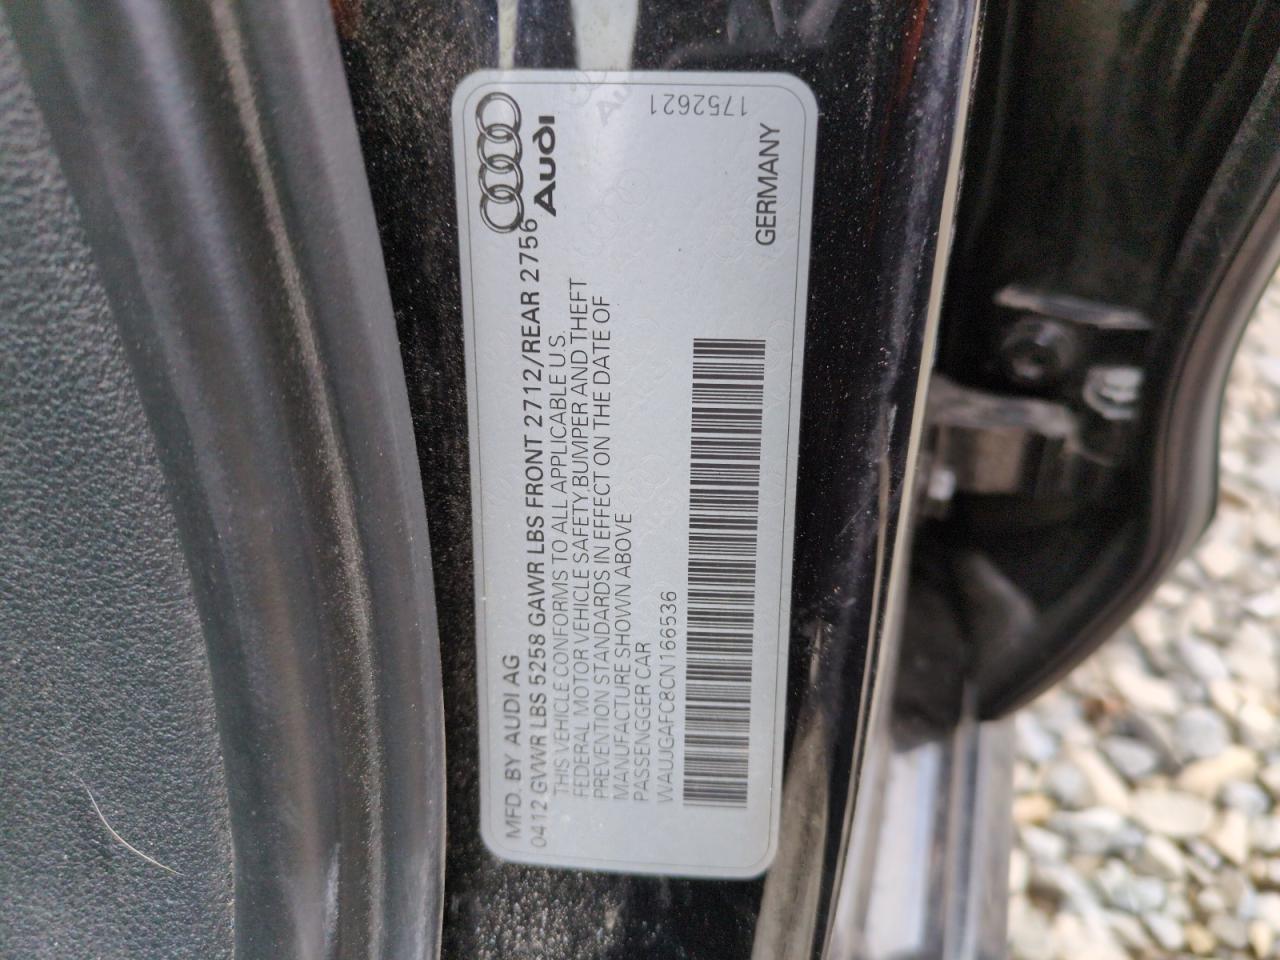 Audi
MFD. BY AUDI AG
0412 GVWR LBS 5258 GAWR LBS FRONT 2712/REAR 2756
THIS VEHICLE CONFORMS TO ALL APPLICABLE U.S.
FEDERAL MOTOR VEHICLE SAFETY BUMPER AND THEFT
PREVENTION STANDARDS IN EFFECT ON THE DATE OF
MANUFACTURE SHOWN ABOVE
PASSENGER CAR
WAUGAFC8CN166536
GERMANY
1752621